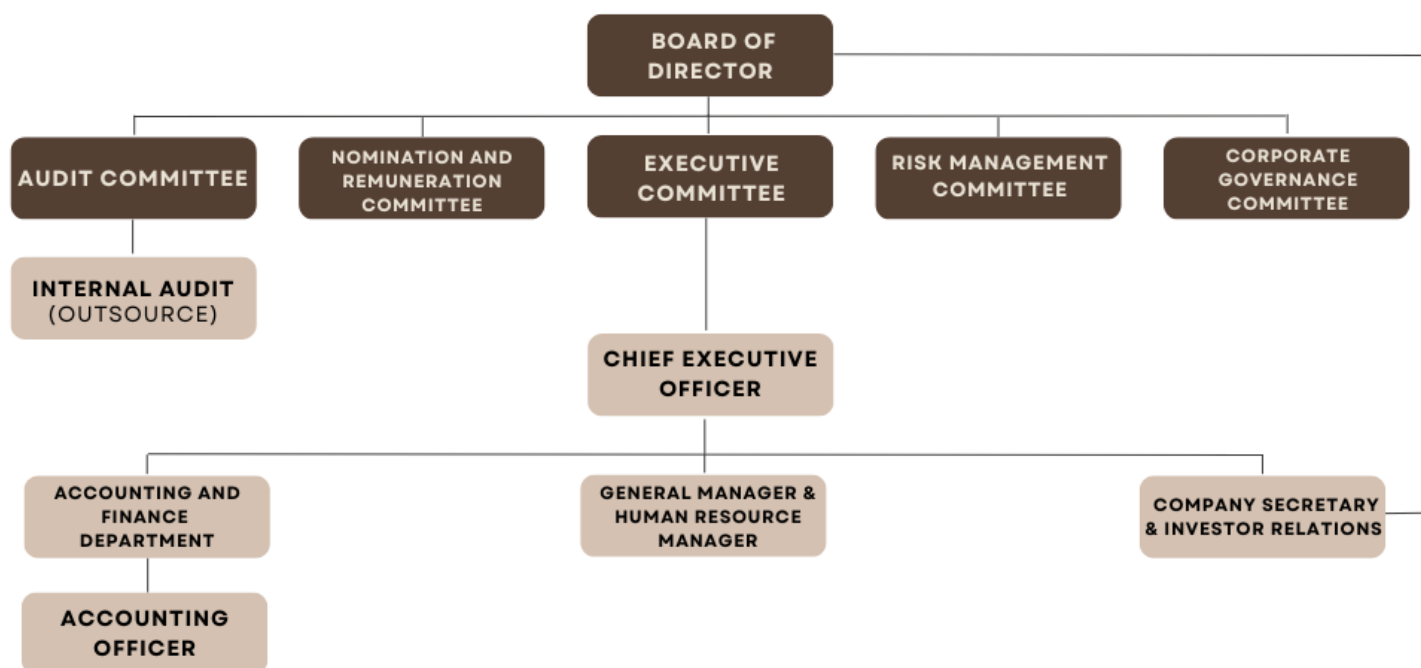 BOARD OF
DIRECTOR
AUDIT COMMITTEE
NOMINATION AND
REMUNERATION
COMMITTEE
EXECUTIVE
COMMITTEE
RISK MANAGEMENT
COMMITTEE
CORPORATE
GOVERNANCE
COMMITTEE
INTERNAL AUDIT
(OUTSOURCE)
CHIEF EXECUTIVE
OFFICER
ACCOUNTING AND
FINANCE
DEPARTMENT
GENERAL MANAGER &
HUMAN RESOURCE
MANAGER
COMPANY SECRETARY
& INVESTOR RELATIONS
ACCOUNTING
OFFICER